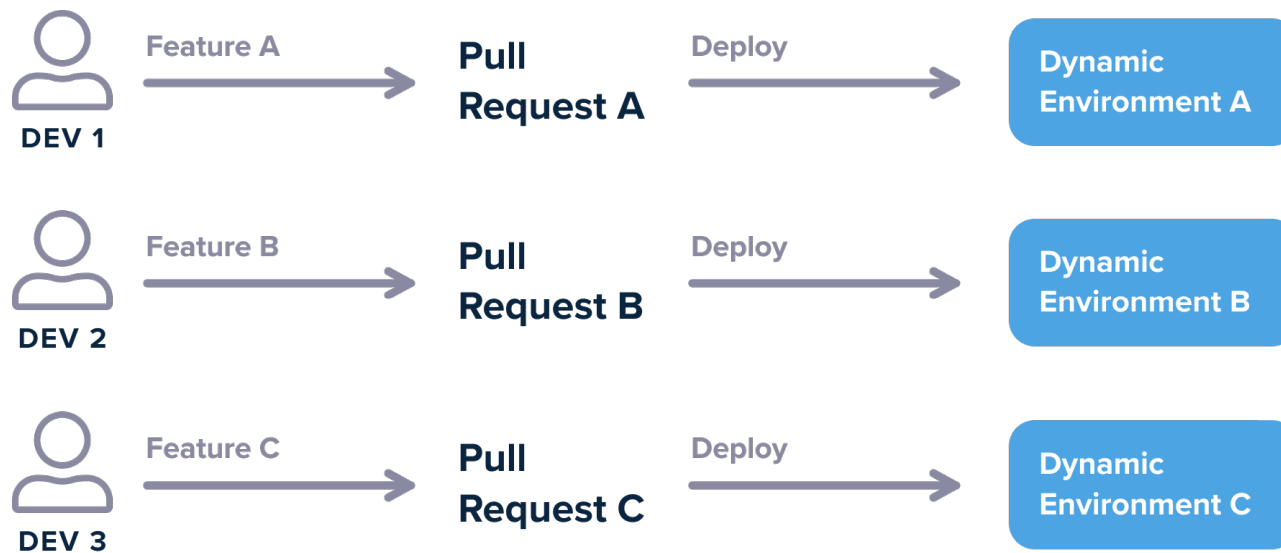 Feature A
Pull
Request A
Deploy
Dynamic
Environment A
DEV 1
Feature B
Pull
Request B
Deploy
Dynamic
Environment B
DEV 2
Feature C
Pull
Request C
Deploy
Dynamic
Environment C
DEV 3